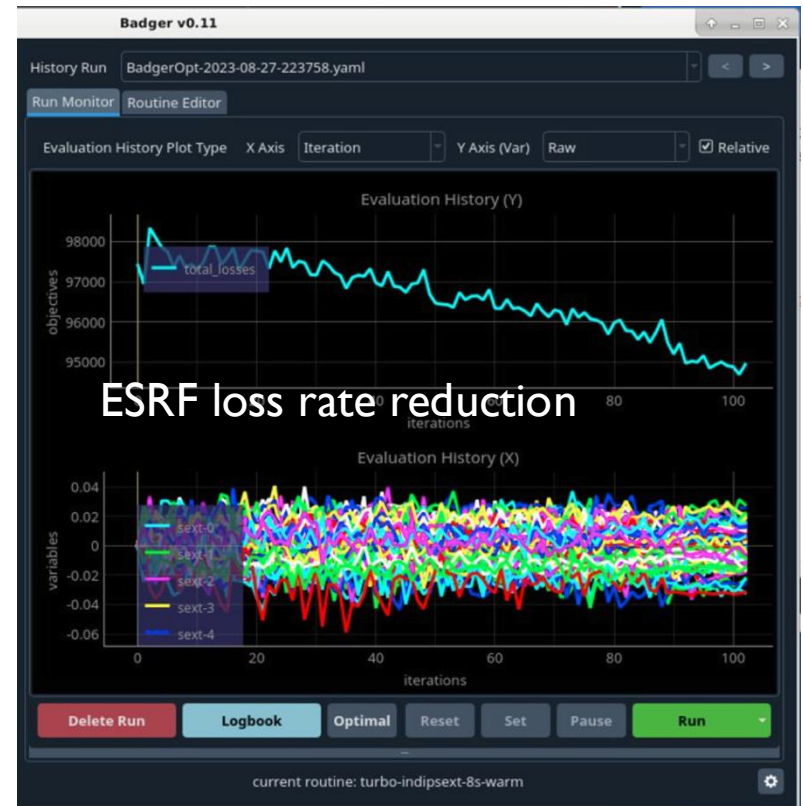 Badger v0.11
History Run BadgerOpt-2023-08-27-223758.yaml < >
Run Monitor Routine Editor
Evaluation History Plot Type X Axis Iteration Y Axis (Var) Raw Relative
Evaluation History (Y)
98000
97000
96000
95000
objectives
total_losses
ESRF loss rate reduction
80 100
iterations
Evaluation History (X)
0.04
0.02
0
-0.02
-0.04
-0.06
variables
sext-0
sext-1
sext-2
sext-3
sext-4
0 20 40 60 80 100
iterations
Delete Run Logbook Optimal Reset Set Pause Run
current routine: turbo-indipsext-8s-warm